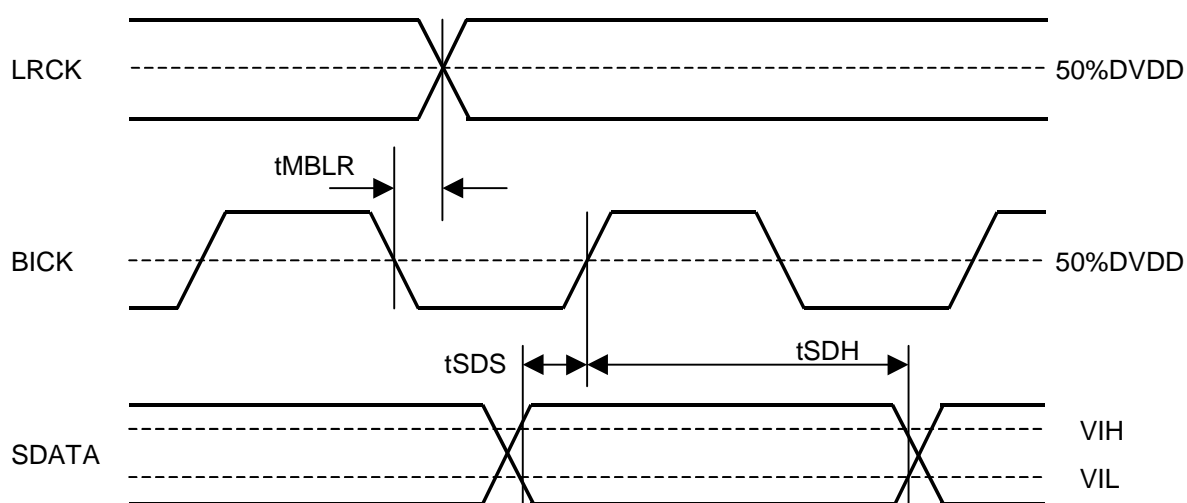 LRCK
50%DVDD
tMBLR
BICK
50%DVDD
tSDS
tSDH
SDATA
VIH
VIL